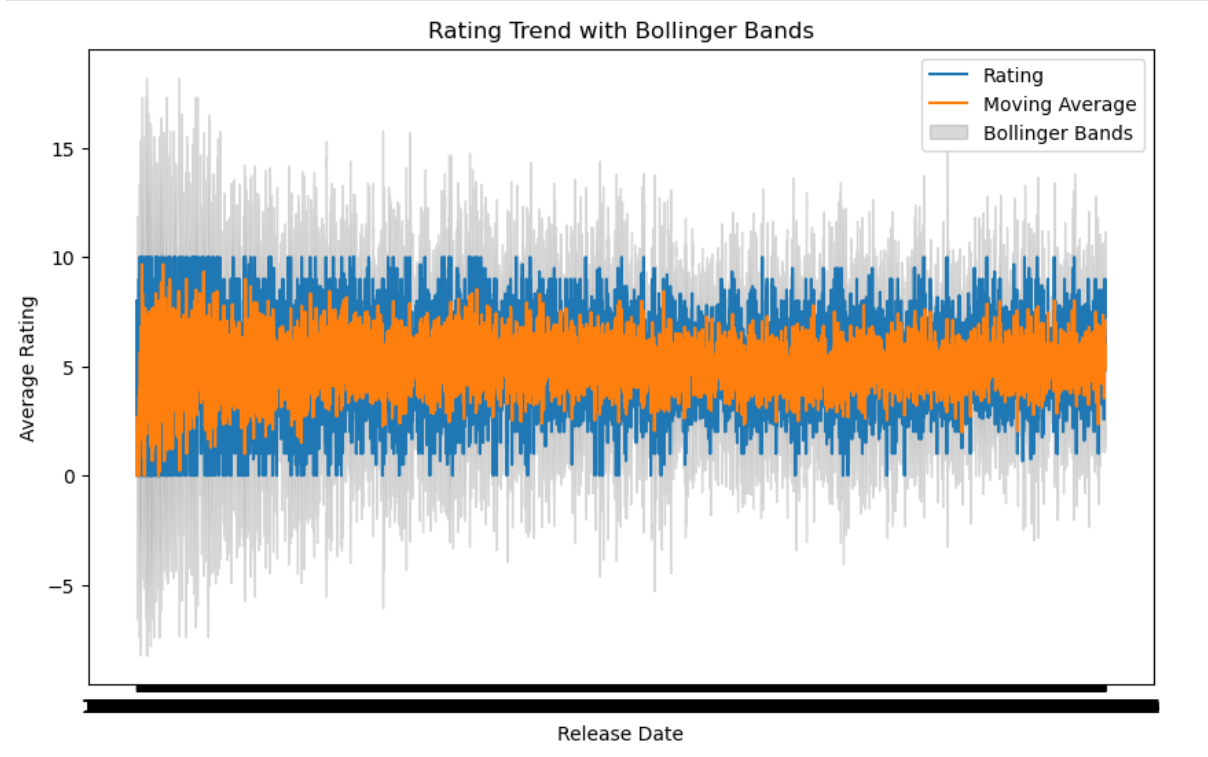 Rating Trend with Bollinger Bands
Rating
Moving Average
Bollinger Bands
15
10
5
0
−5
Average Rating
Release Date